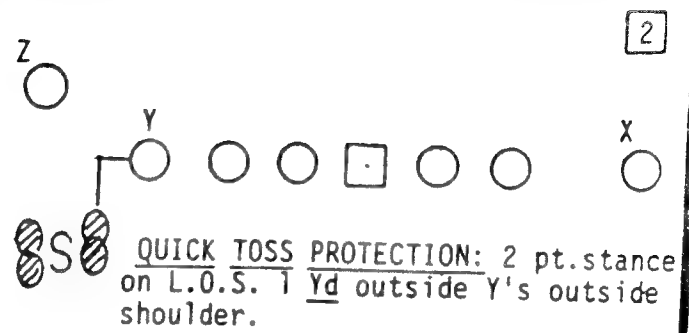 Z
2
Y
X
S QUICK TOSS PROTECTION: 2 pt.stance
on L.O.S. 1 Yd outside Y's outside
shoulder.